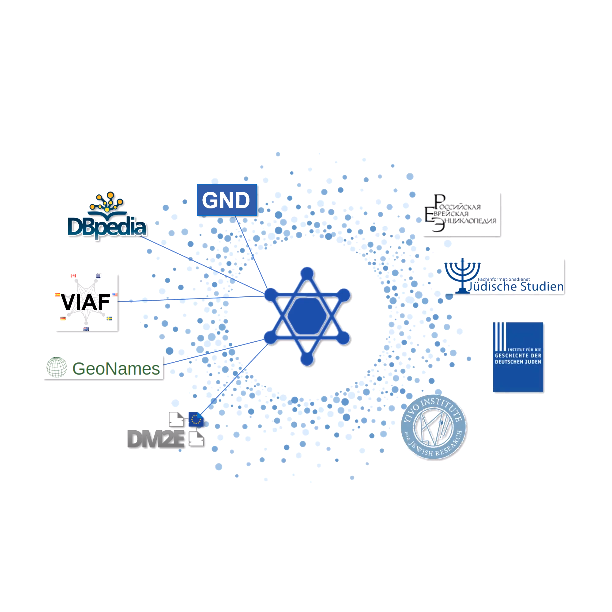 GND
DBpedia
РОССИЙСКАЯ
ЕВРЕЙСКАЯ
ЭНЦИКЛОПЕДИЯ
Jüdische Studien
VIAF
INSTITUT FÜR DIE
GESCHICHTE DER
DEUTSCHEN JUDEN
GeoNames
YIVO INSTITUTE
FOR JEWISH RESEARCH
DM2E